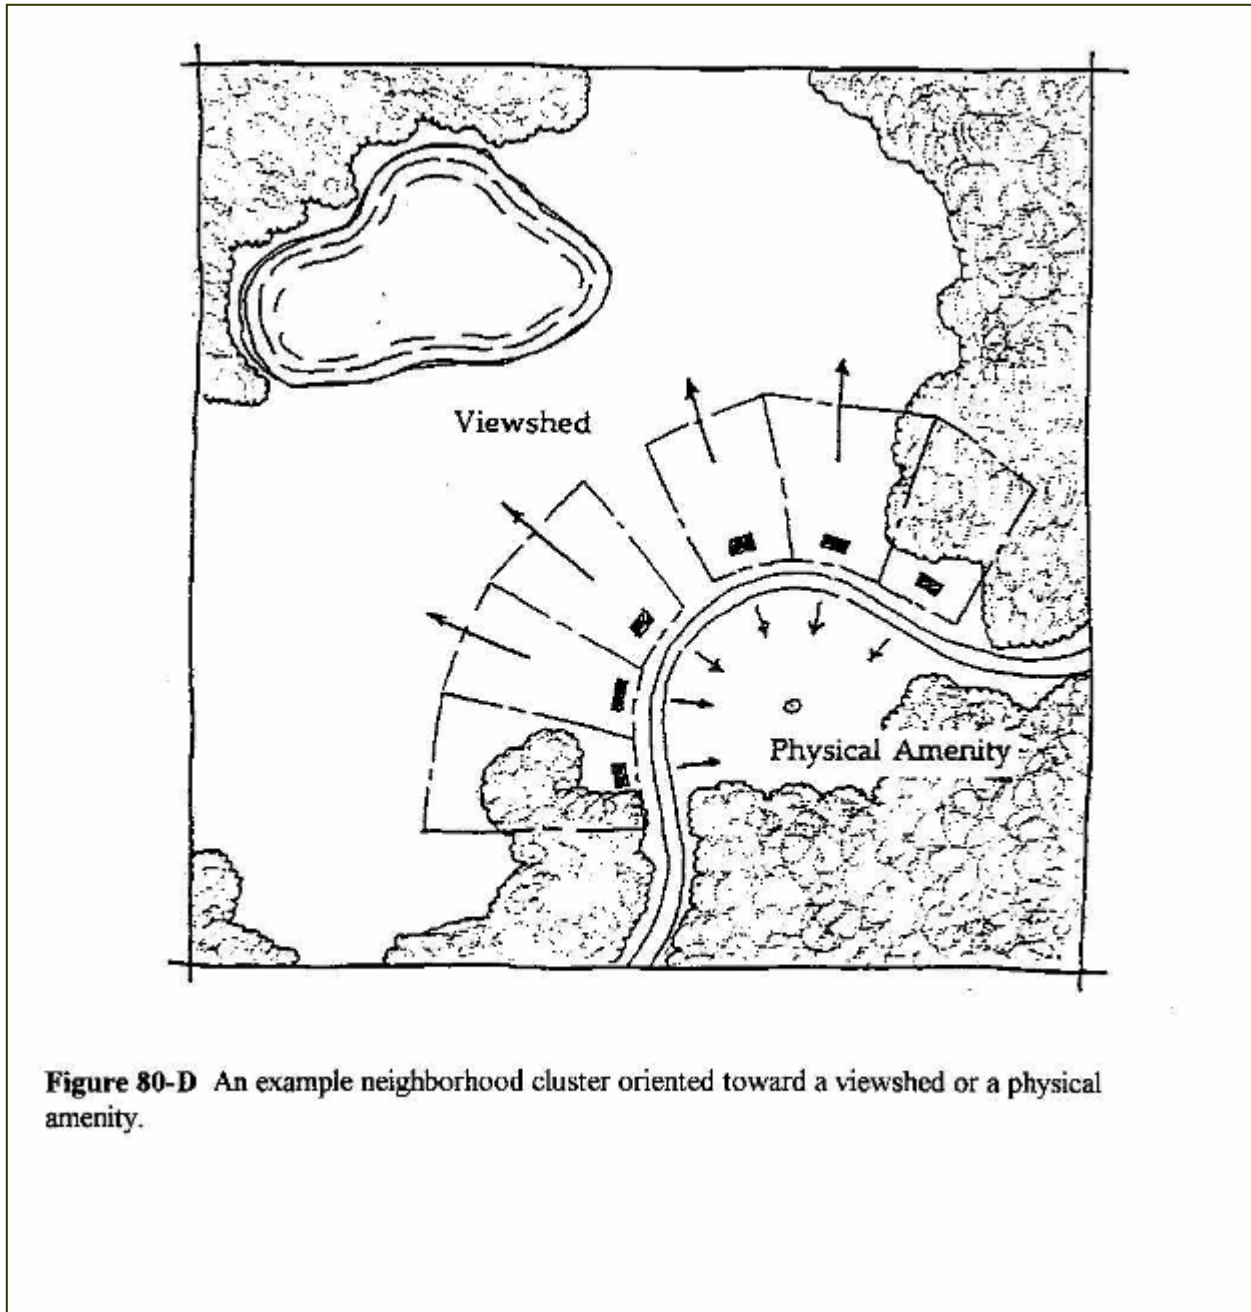 Viewshed
Physical Amenity
Figure 80-D An example neighborhood cluster oriented toward a viewshed or a physical
amenity.